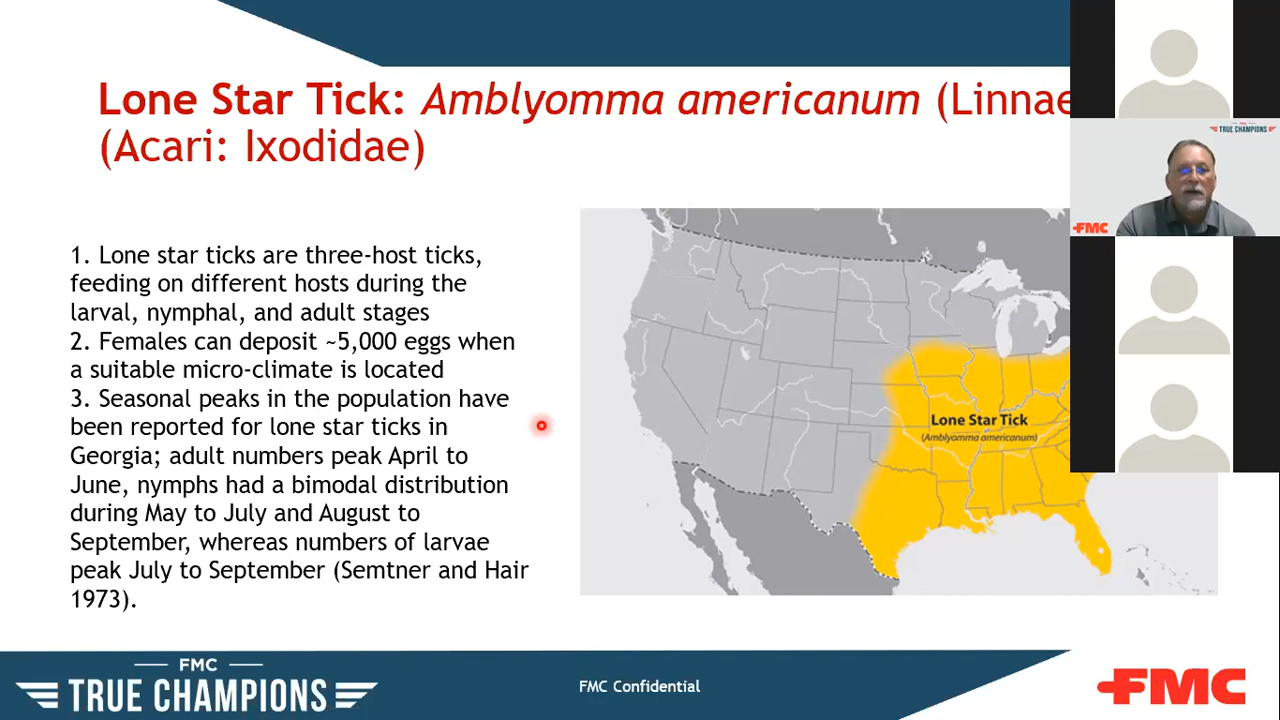 Lone Star Tick: Amblyomma americanum (Linnae
(Acari: Ixodidae)
TRUE CHAMPIONS
FMC
1. Lone star ticks are three-host ticks,
feeding on different hosts during the
larval, nymphal, and adult stages
2. Females can deposit ~5,000 eggs when
a suitable micro-climate is located
3. Seasonal peaks in the population have
been reported for lone star ticks in
Georgia; adult numbers peak April to
June, nymphs had a bimodal distribution
during May to July and August to
September, whereas numbers of larvae
peak July to September (Semtner and Hair
1973).
Lone Star Tick
(Amblyomma americanum)
FMC
TRUE CHAMPIONS
FMC Confidential
FMC